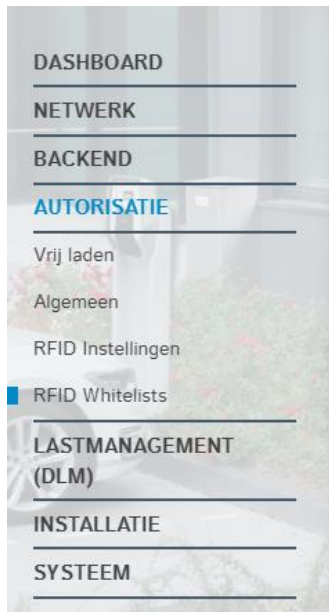 DASHBOARD
NETWERK
BACKEND
AUTORISATIE
Vrij laden
Algemeen
RFID Instellingen
RFID Whitelists
LASTMANAGEMENT
(DLM)
INSTALLATIE
SYSTEEM